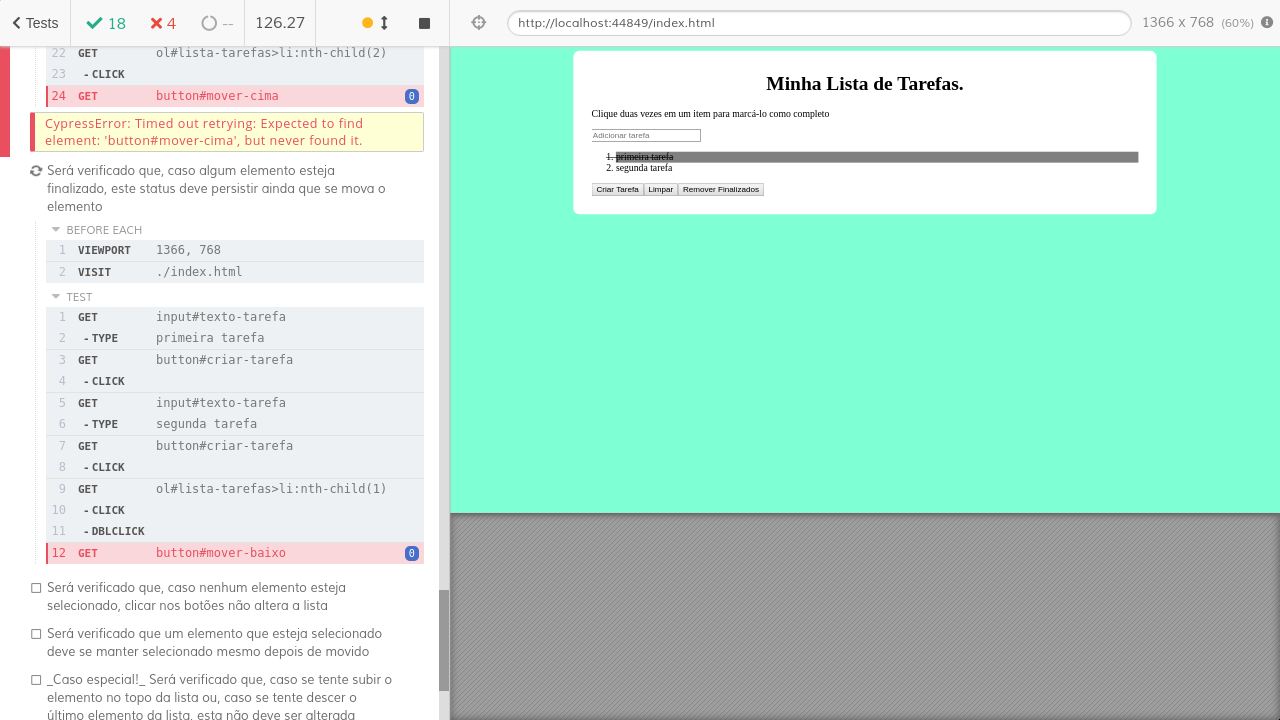 Tests 18 4 -- 126.27
http://localhost:44849/index.html 1366 x 768 (60%)
22 GET ol#lista-tarefas>li:nth-child(2)
23 - CLICK
24 GET button#mover-cima 0
CypressError: Timed out retrying: Expected to find
element: 'button#mover-cima', but never found it.
Será verificado que, caso algum elemento esteja
finalizado, este status deve persistir ainda que se mova o
elemento
BEFORE EACH
1 VIEWPORT 1366, 768
2 VISIT ./index.html
TEST
1 GET input#texto-tarefa
2 - TYPE primeira tarefa
3 GET button#criar-tarefa
4 - CLICK
5 GET input#texto-tarefa
6 - TYPE segunda tarefa
7 GET button#criar-tarefa
8 - CLICK
9 GET ol#lista-tarefas>li:nth-child(1)
10 - CLICK
11 - DBLCLICK
12 GET button#mover-baixo 0
Será verificado que, caso nenhum elemento esteja
selecionado, clicar nos botões não altera a lista
Será verificado que um elemento que esteja selecionado
deve se manter selecionado mesmo depois de movido
_Caso especial!_ Será verificado que, caso se tente subir o
elemento no topo da lista ou, caso se tente descer o
último elemento da lista, esta não deve ser alterada
Minha Lista de Tarefas.
Clique duas vezes em um item para marcá-lo como completo
Adicionar tarefa
1. primeira tarefa
2. segunda tarefa
Criar Tarefa Limpar Remover Finalizados